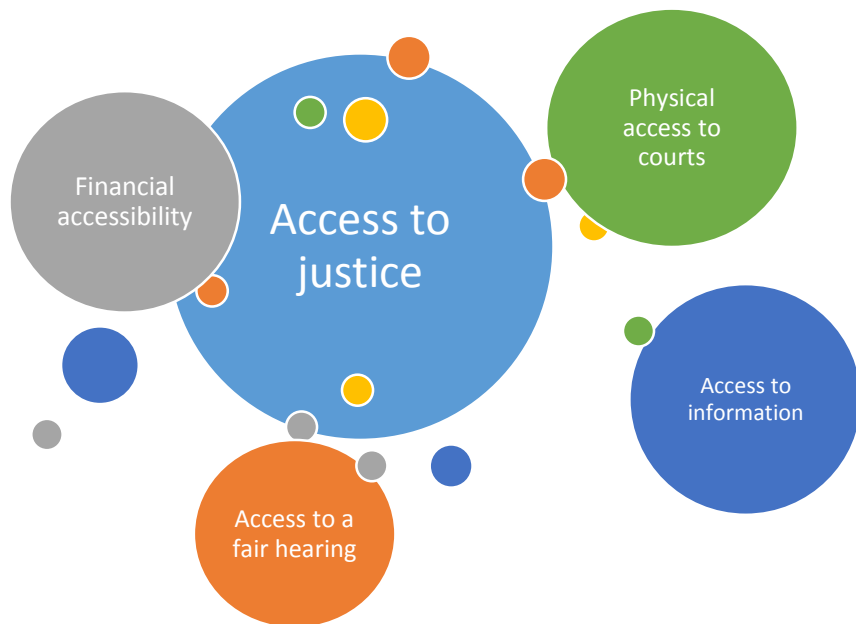 Physical
access to
courts
Financial
accessibility
Access to
justice
Access to
information
Access to a
fair hearing